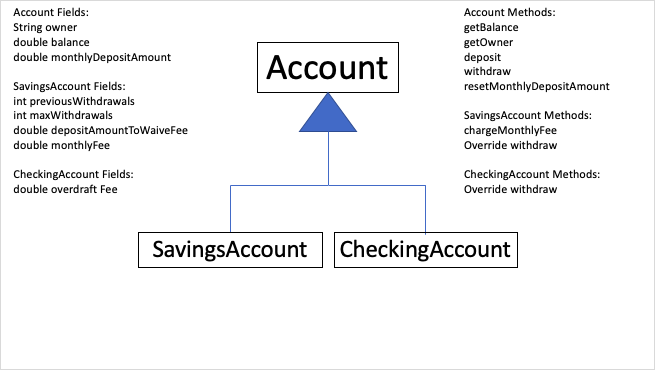 Account Fields:
String owner
double balance
double monthlyDepositAmount
SavingsAccount Fields:
int previousWithdrawals
int maxWithdrawals
double depositAmountToWaiveFee
double monthlyFee
CheckingAccount Fields:
double overdraft Fee
Account
SavingsAccount
CheckingAccount
Account Methods:
getBalance
getOwner
deposit
withdraw
resetMonthlyDepositAmount
SavingsAccount Methods:
chargeMonthlyFee
Override withdraw
CheckingAccount Methods:
Override withdraw